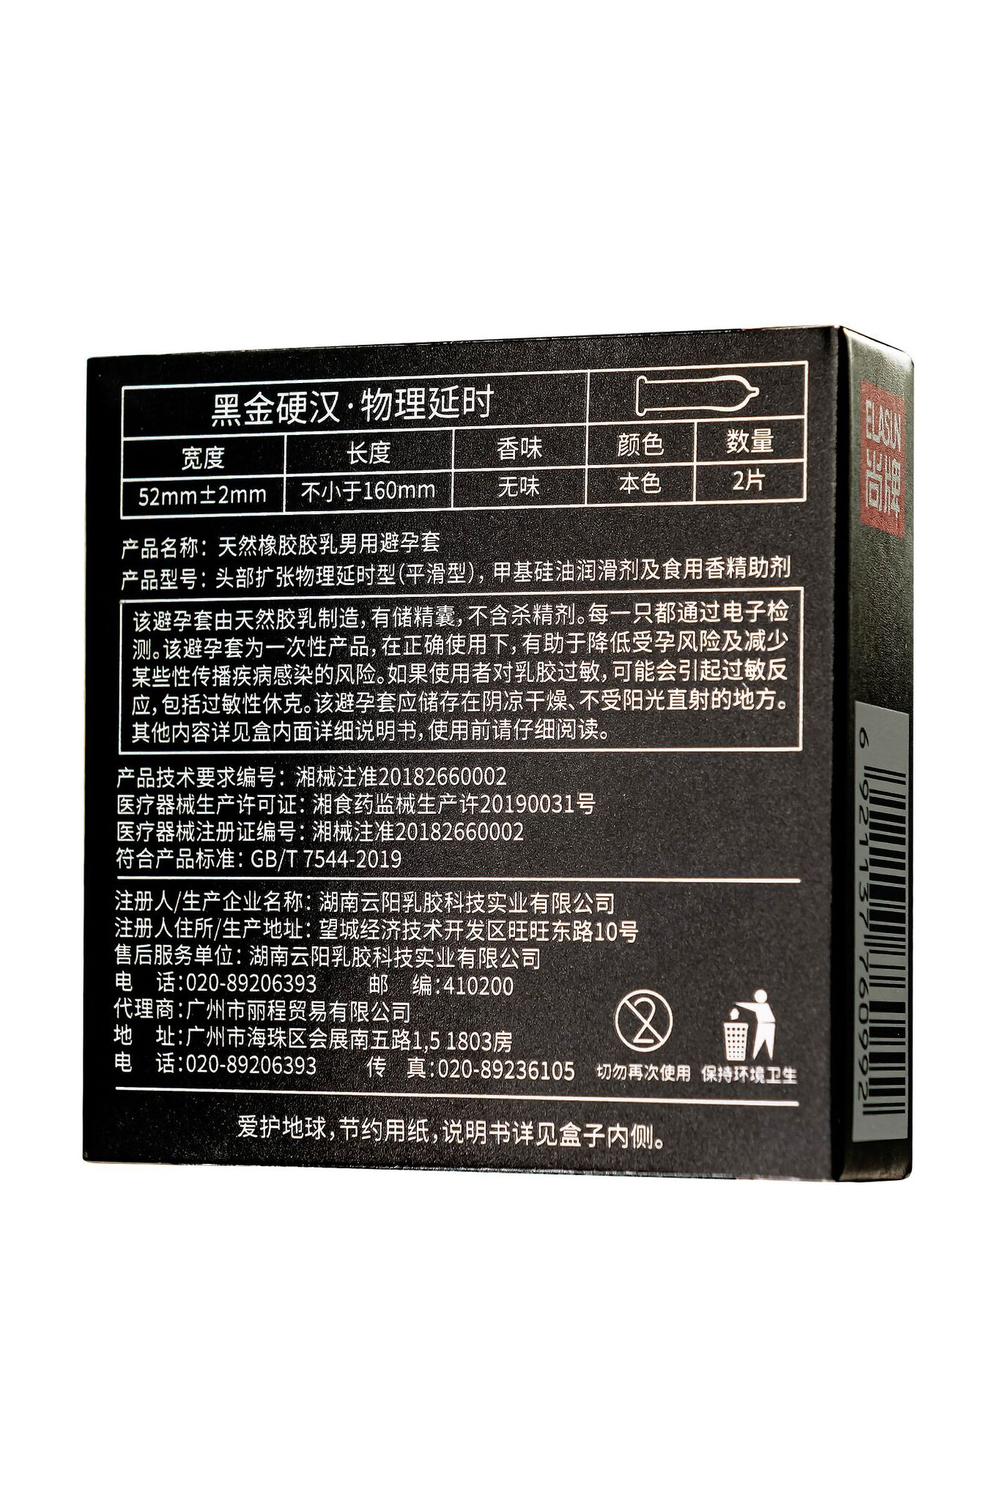 黑金硬汉·物理延时
宽度 长度 香味 颜色 数量
52mm±2mm 不小于160mm 无味 本色 2片
产品名称：天然橡胶胶乳男用避孕套
产品型号：头部扩张物理延时型(平滑型)，甲基硅油润滑剂及食用香精助剂
该避孕套由天然胶乳制造，有储精囊，不含杀精剂。每一只都通过电子检
测。该避孕套为一次性产品，在正确使用下，有助于降低受孕风险及减少
某些性传播疾病感染的风险。如果使用者对乳胶过敏，可能会引起过敏反
应，包括过敏性休克。该避孕套应储存在阴凉干燥、不受阳光直射的地方。
其他内容详见盒内面详细说明书，使用前请仔细阅读。
产品技术要求编号：湘械注准20182660002
医疗器械生产许可证：湘食药监械生产许20190031号
医疗器械注册证编号：湘械注准20182660002
符合产品标准：GB/T 7544-2019
注册人/生产企业名称：湖南云阳乳胶科技实业有限公司
注册人住所/生产地址：望城经济技术开发区旺旺东路10号
售后服务单位：湖南云阳乳胶科技实业有限公司
电 话：020-89206393 邮 编：410200
代理商：广州市丽程贸易有限公司
地 址：广州市海珠区会展南五路1,5 1803房
电 话：020-89206393 传 真：020-89236105
2
切勿再次使用 保持环境卫生
爱护地球，节约用纸，说明书详见盒子内侧。
ELASUN
尚牌
6 921137 760992